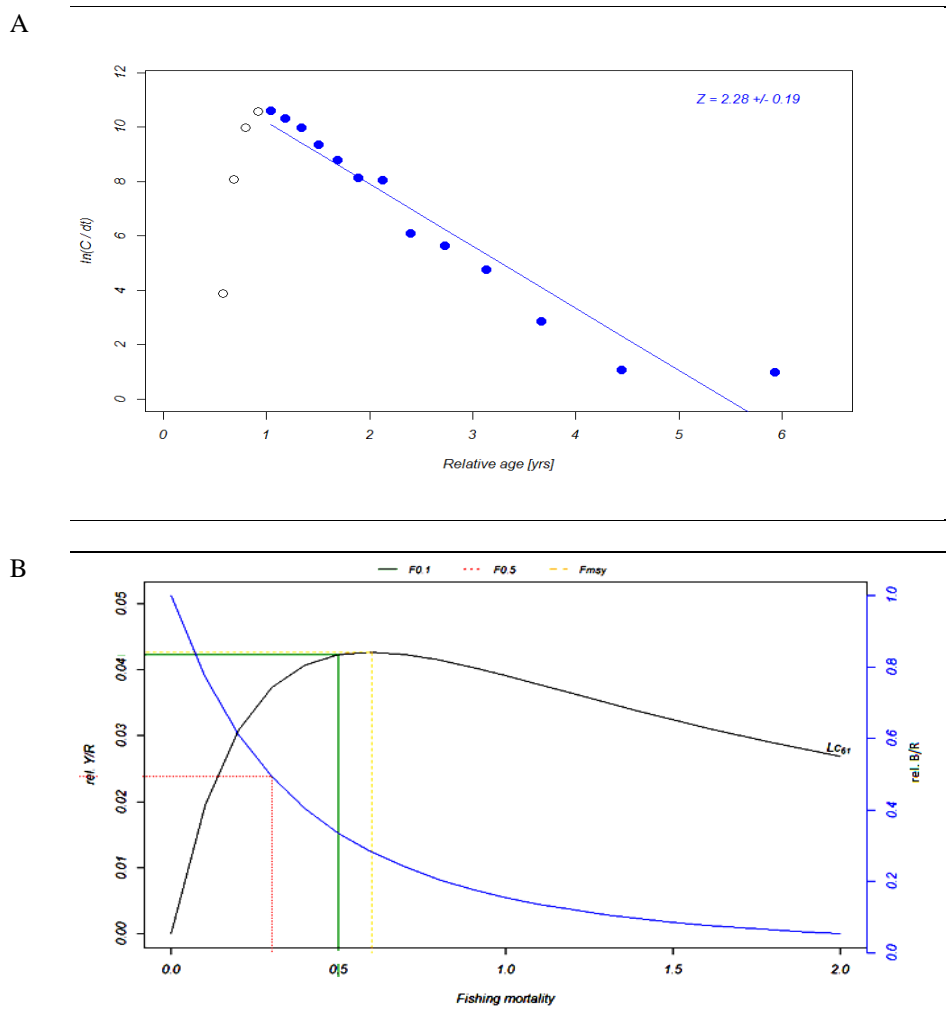 A
Z = 2.28 +/- 0.19
12
10
8
6
4
2
0
ln(C / dt)
0 1 2 3 4 5 6
Relative age [yrs]
B
F0.1 F0.5 Fmsy
0.05
0.04
0.03
0.02
0.01
0.00
rel. Y/R
1.0
0.8
0.6
0.4
0.2
0.0
rel. B/R
Lc61
0.0 0.5 1.0 1.5 2.0
Fishing mortality